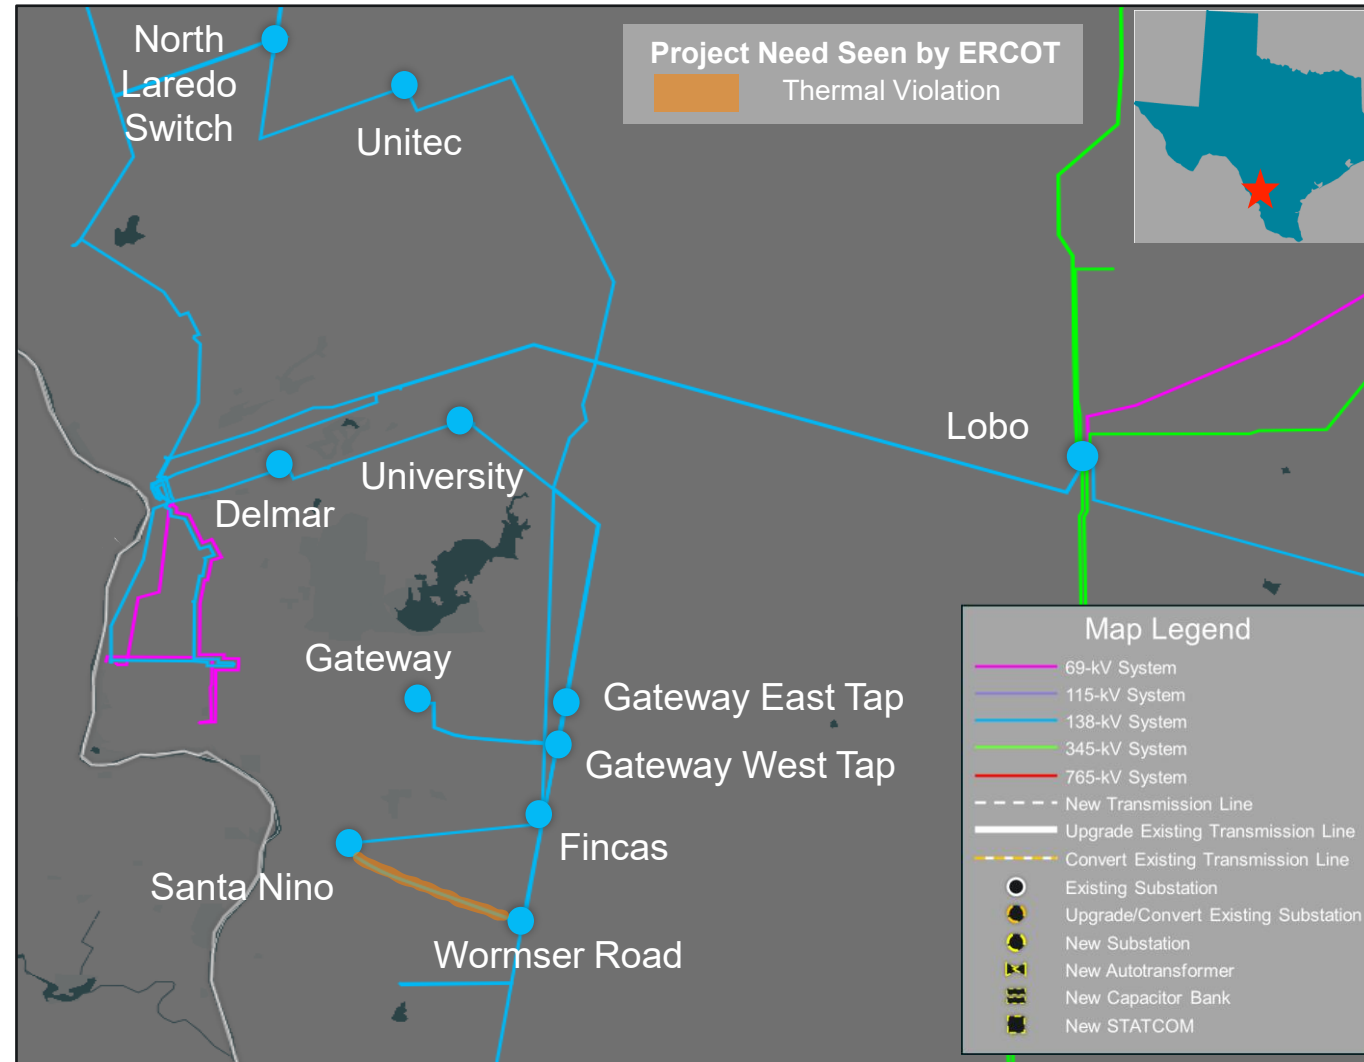 North
Laredo
Switch
Unitec
Project Need Seen by ERCOT
Thermal Violation
Lobo
University
Delmar
Gateway
Gateway East Tap
Gateway West Tap
Fincas
Santa Nino
Wormser Road
Map Legend
69-kV System
115-kV System
138-kV System
345-kV System
765-kV System
New Transmission Line
Upgrade Existing Transmission Line
Convert Existing Transmission Line
Existing Substation
Upgrade/Convert Existing Substation
New Substation
New Autotransformer
New Capacitor Bank
New STATCOM